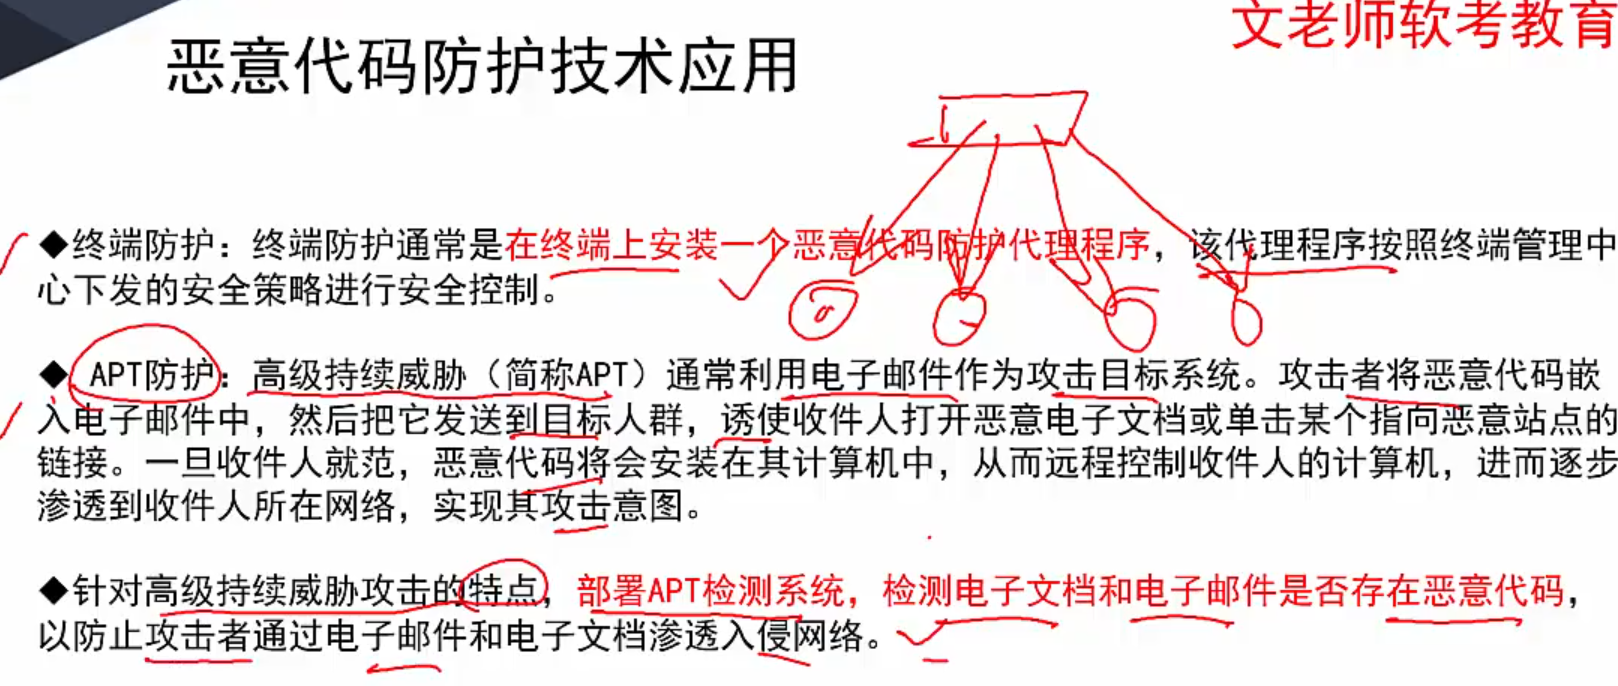 文老师软考教育
恶意代码防护技术应用
◆终端防护：终端防护通常是在终端上安装一个恶意代码防护代理程序，该代理程序按照终端管理中
心下发的安全策略进行安全控制。
◆ APT防护：高级持续威胁（简称APT）通常利用电子邮件作为攻击目标系统。攻击者将恶意代码嵌
入电子邮件中，然后把它发送到目标人群，诱使收件人打开恶意电子文档或单击某个指向恶意站点的
链接。一旦收件人就范，恶意代码将会安装在其计算机中，从而远程控制收件人的计算机，进而逐步
渗透到收件人所在网络，实现其攻击意图。
◆针对高级持续威胁攻击的特点，部署APT检测系统，检测电子文档和电子邮件是否存在恶意代码，
以防止攻击者通过电子邮件和电子文档渗透入侵网络。